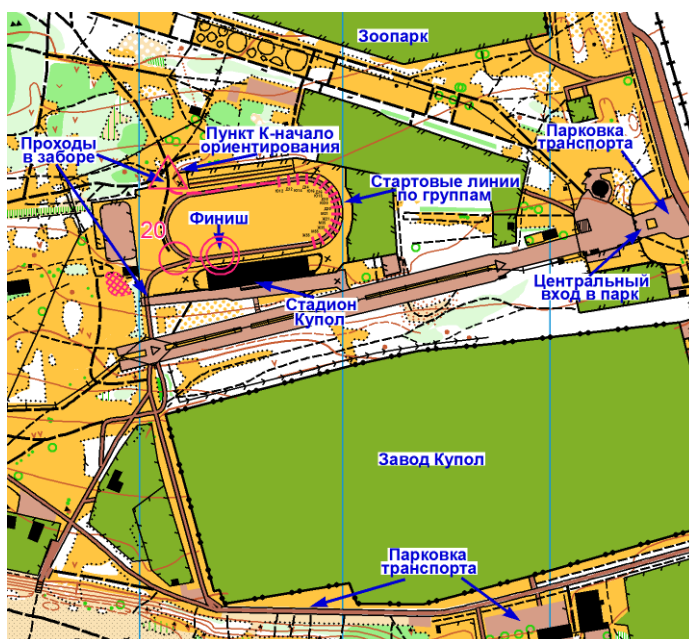 Зоопарк
Проходы
в заборе
Пункт К-начало
ориентирования
Парковка
транспорта
Стартовые линии
по группам
20
Финиш
Центральный
вход в парк
Стадион
Купол
Завод Купол
Парковка
транспорта